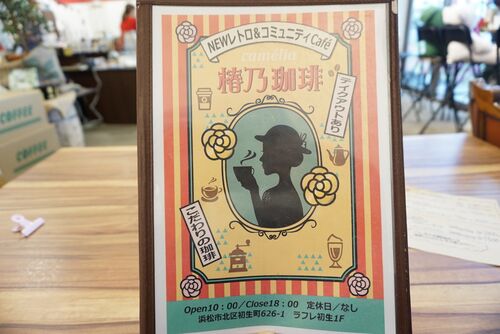 NEWレトロ&コミュニティCafé
camélia
椿乃珈琲
テイクアウトあり
こだわりの珈琲
Open10:00/Close18:00 定休日/なし
浜松市北区初生町626-1 ラフレ初生1F
COFFEE